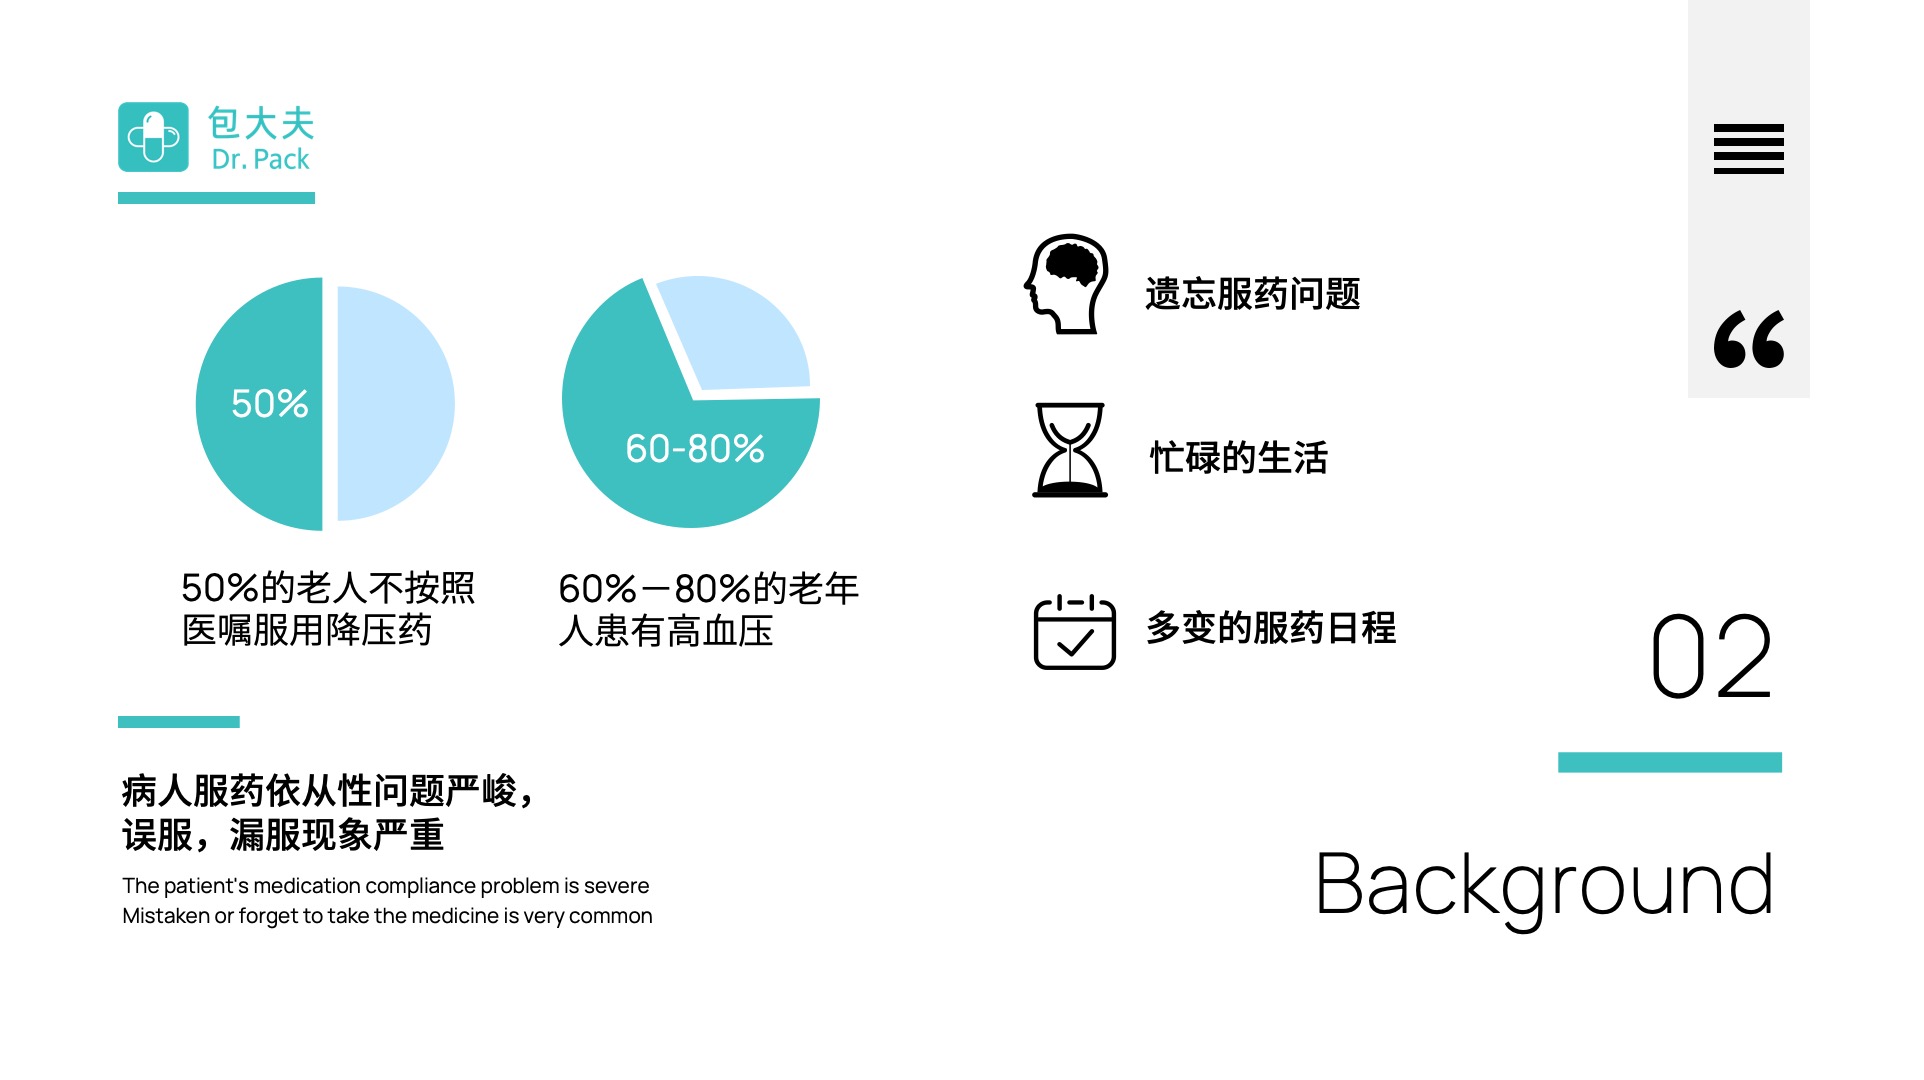 包大夫
Dr. Pack
50%
60-80%
50%的老人不按照
医嘱服用降压药
60%－80%的老年
人患有高血压
病人服药依从性问题严峻，
误服，漏服现象严重
The patient's medication compliance problem is severe
Mistaken or forget to take the medicine is very common
遗忘服药问题
忙碌的生活
多变的服药日程
“
02
Background